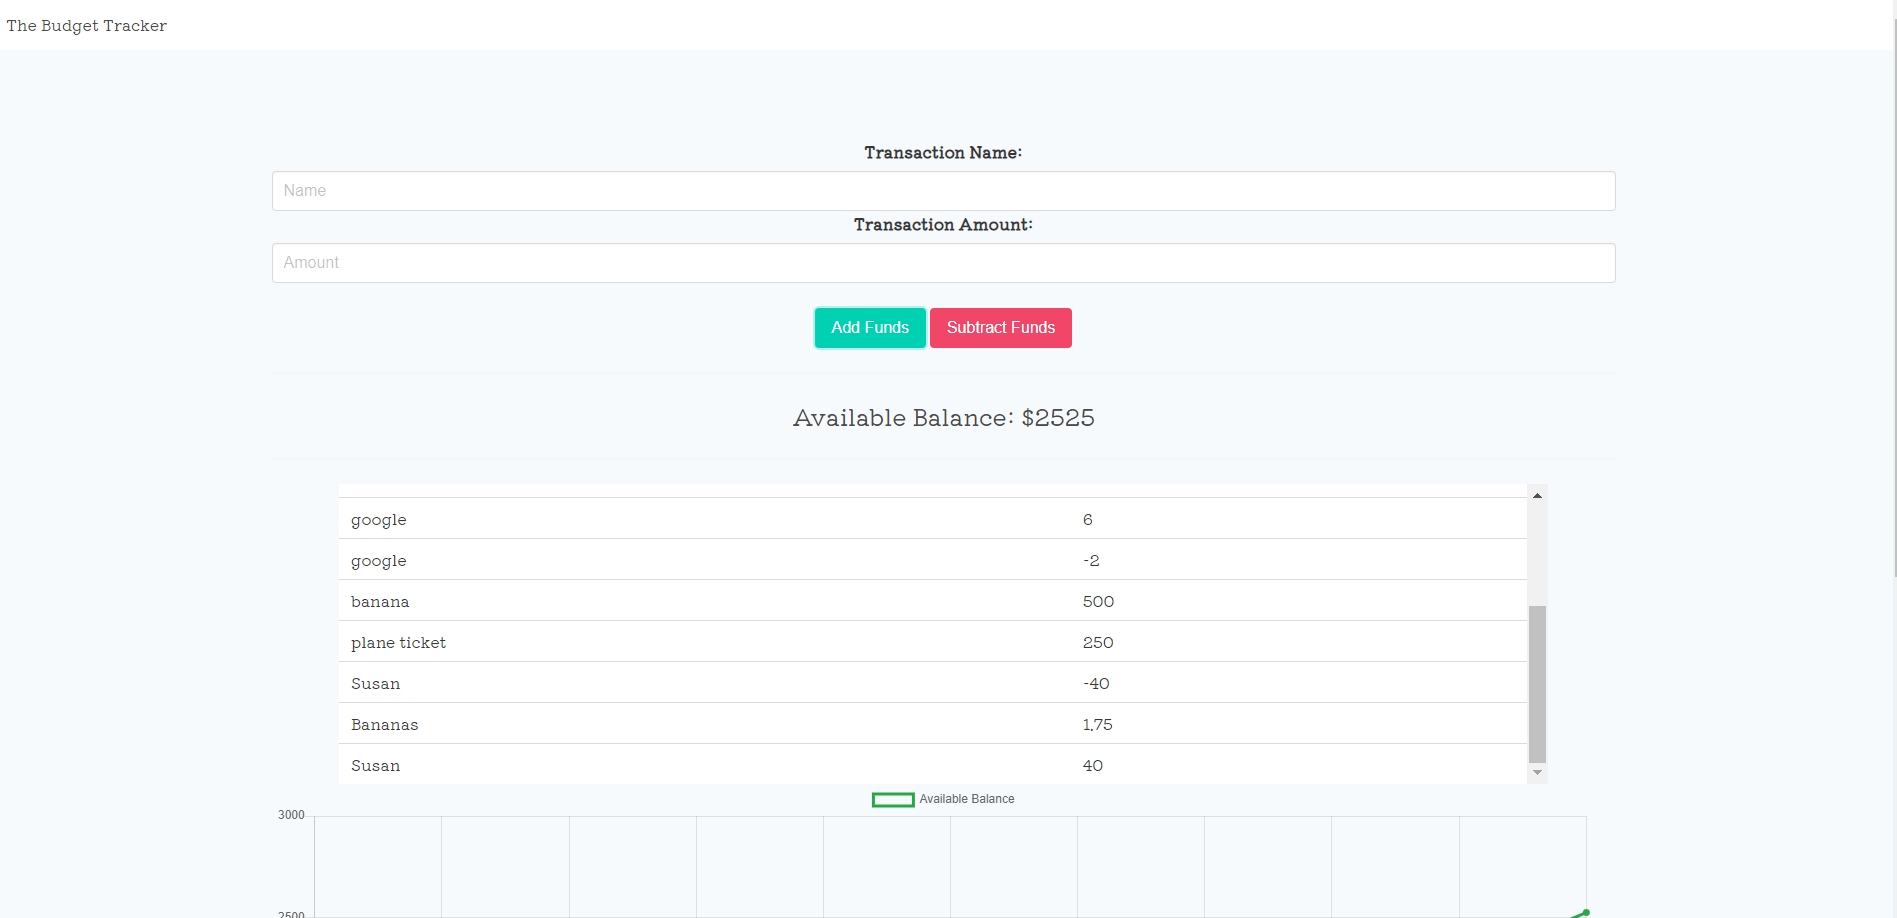 The Budget Tracker
Transaction Name:
Name
Transaction Amount:
Amount
Add Funds Subtract Funds
Available Balance: $2525
google 6
google -2
banana 500
plane ticket 250
Susan -40
Bananas 1.75
Susan 40
Available Balance
3000
2500